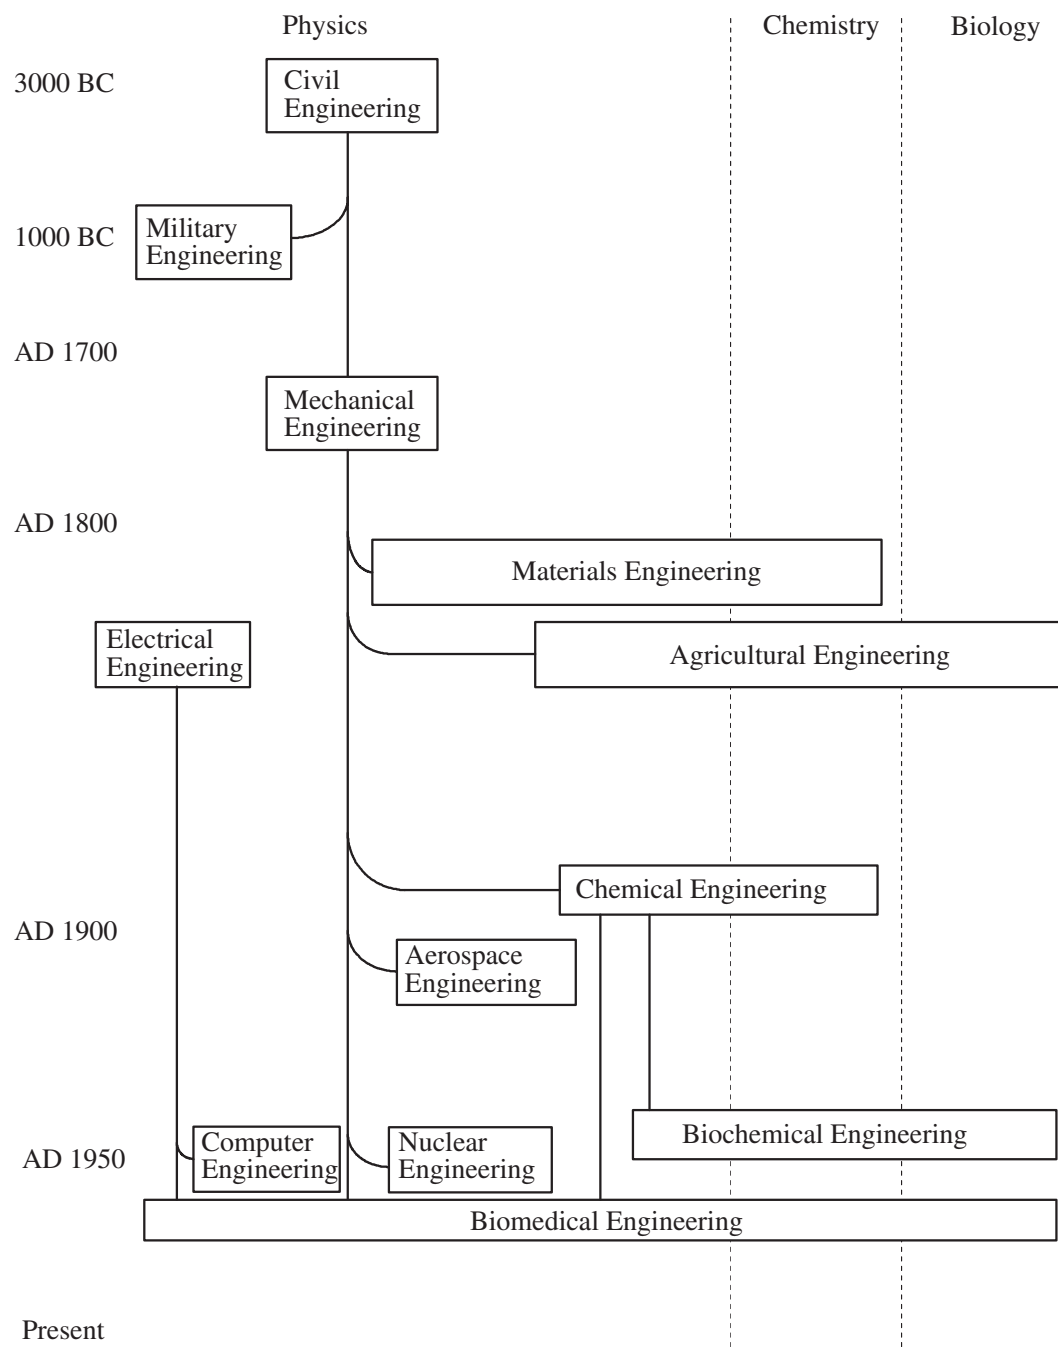 Physics
Chemistry
Biology
3000 BC
Civil
Engineering
1000 BC
Military
Engineering
AD 1700
Mechanical
Engineering
AD 1800
Materials Engineering
Electrical
Engineering
Agricultural Engineering
Chemical Engineering
AD 1900
Aerospace
Engineering
Biochemical Engineering
AD 1950
Computer
Engineering
Nuclear
Engineering
Biomedical Engineering
Present